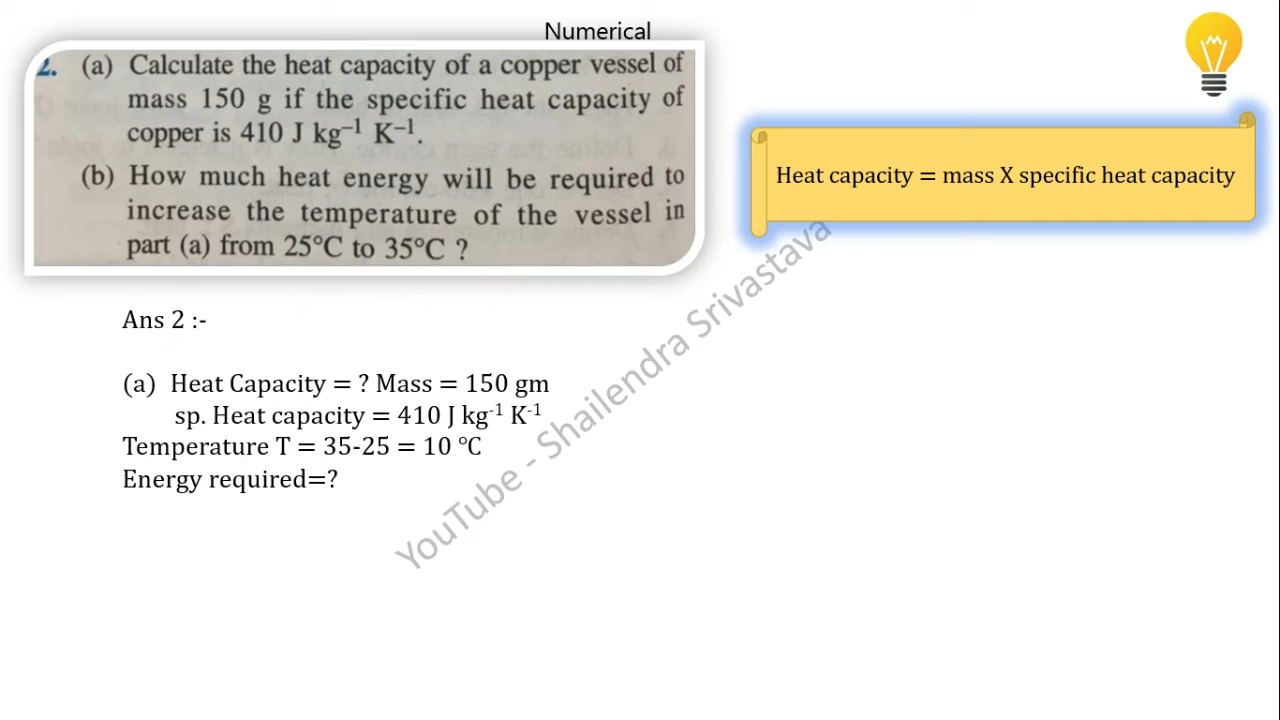 Numerical
2. (a) Calculate the heat capacity of a copper vessel of
mass 150 g if the specific heat capacity of
copper is 410 J kg⁻¹ K⁻¹.
(b) How much heat energy will be required to
increase the temperature of the vessel in
part (a) from 25°C to 35°C ?
Heat capacity = mass X specific heat capacity
Ans 2 :-
(a) Heat Capacity = ? Mass = 150 gm
sp. Heat capacity = 410 J kg⁻¹ K⁻¹
Temperature T = 35-25 = 10 °C
Energy required=?
YouTube - Shailendra Srivastava